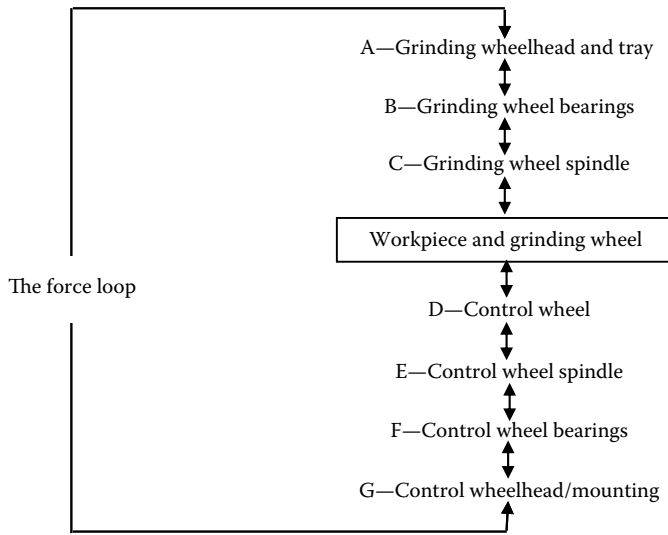 A—Grinding wheelhead and tray
B—Grinding wheel bearings
C—Grinding wheel spindle
Workpiece and grinding wheel
The force loop
D—Control wheel
E—Control wheel spindle
F—Control wheel bearings
G—Control wheelhead/mounting